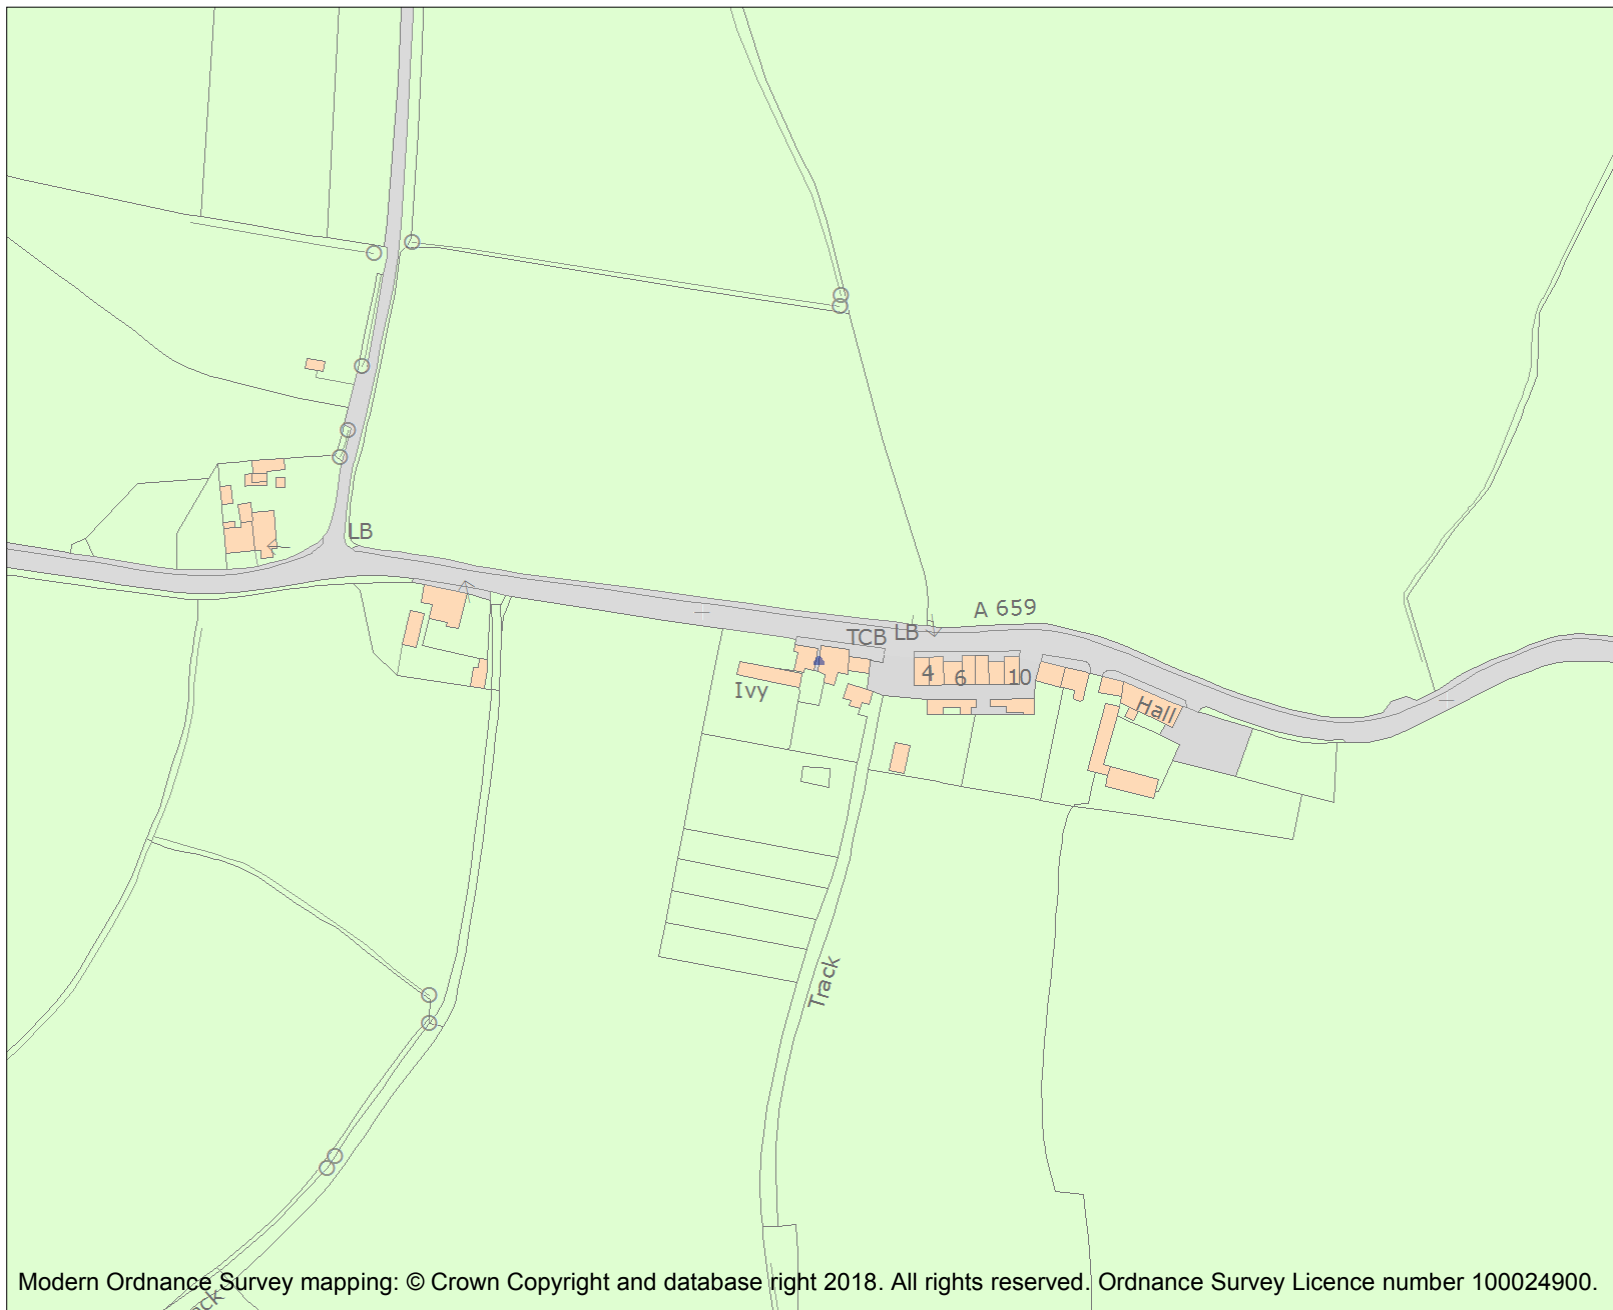 LB
A 659
TCB
LB
4
6
10
Ivy
Hall
Track
Modern Ordnance Survey mapping: © Crown Copyright and database right 2018. All rights reserved. Ordnance Survey Licence number 100024900.
ack